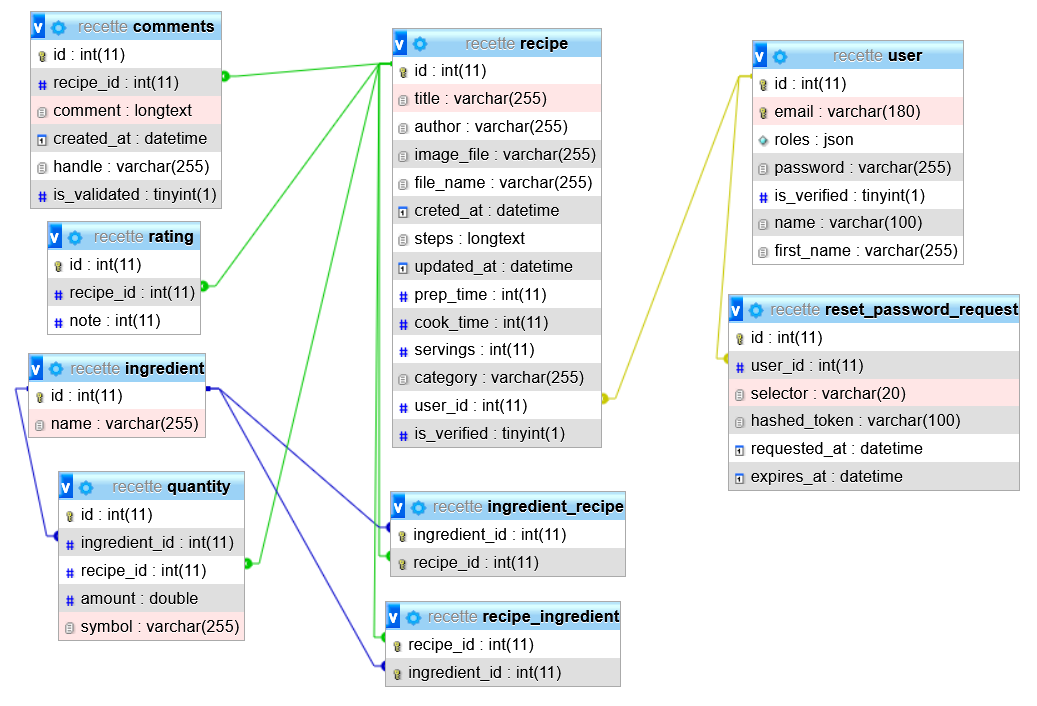 v recette comments
id : int(11)
# recipe_id : int(11)
comment : longtext
created_at : datetime
handle : varchar(255)
# is_validated : tinyint(1)
v recette rating
id : int(11)
# recipe_id : int(11)
# note : int(11)
v recette ingredient
id : int(11)
name : varchar(255)
v recette quantity
id : int(11)
# ingredient_id : int(11)
# recipe_id : int(11)
# amount : double
symbol : varchar(255)
v recette recipe
id : int(11)
title : varchar(255)
author : varchar(255)
image_file : varchar(255)
file_name : varchar(255)
creted_at : datetime
steps : longtext
updated_at : datetime
# prep_time : int(11)
# cook_time : int(11)
# servings : int(11)
category : varchar(255)
# user_id : int(11)
# is_verified : tinyint(1)
v recette ingredient_recipe
ingredient_id : int(11)
recipe_id : int(11)
v recette recipe_ingredient
recipe_id : int(11)
ingredient_id : int(11)
v recette user
id : int(11)
email : varchar(180)
roles : json
password : varchar(255)
# is_verified : tinyint(1)
name : varchar(100)
first_name : varchar(255)
v recette reset_password_request
id : int(11)
# user_id : int(11)
selector : varchar(20)
hashed_token : varchar(100)
requested_at : datetime
expires_at : datetime